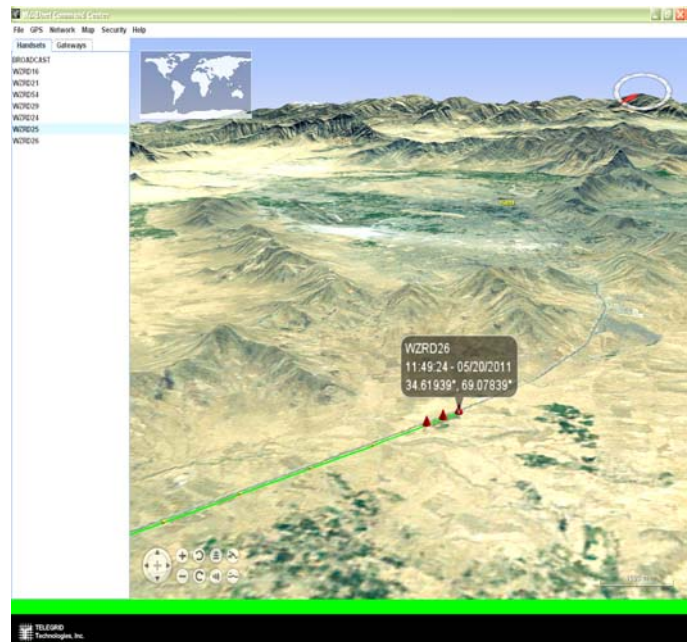 File GPS Network Map Security Help
Handsets Gateways
BROADCAST
WZRD16
WZRD21
WZRD54
WZRD29
WZRD24
WZRD25
WZRD26
WZRD26
11:49:24 - 05/20/2011
34.61939°, 69.07839°
TELEGRID
Technologies, Inc.